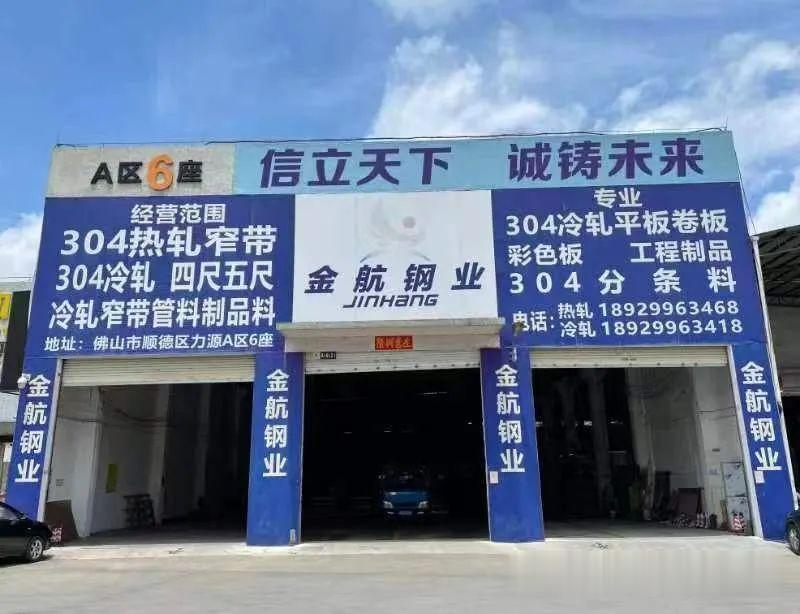 A区6座
信立天下 诚铸未来
经营范围
304热轧窄带
304冷轧 四尺五尺
冷轧窄带管料制品料
地址：佛山市顺德区力源A区6座
金航钢业
JINHANG
专业
304冷轧平板卷板
彩色板 工程制品
304分条料
电话：热轧 18929963468
冷轧 18929963418
金航钢业
金航钢业
金航钢业
金航钢业